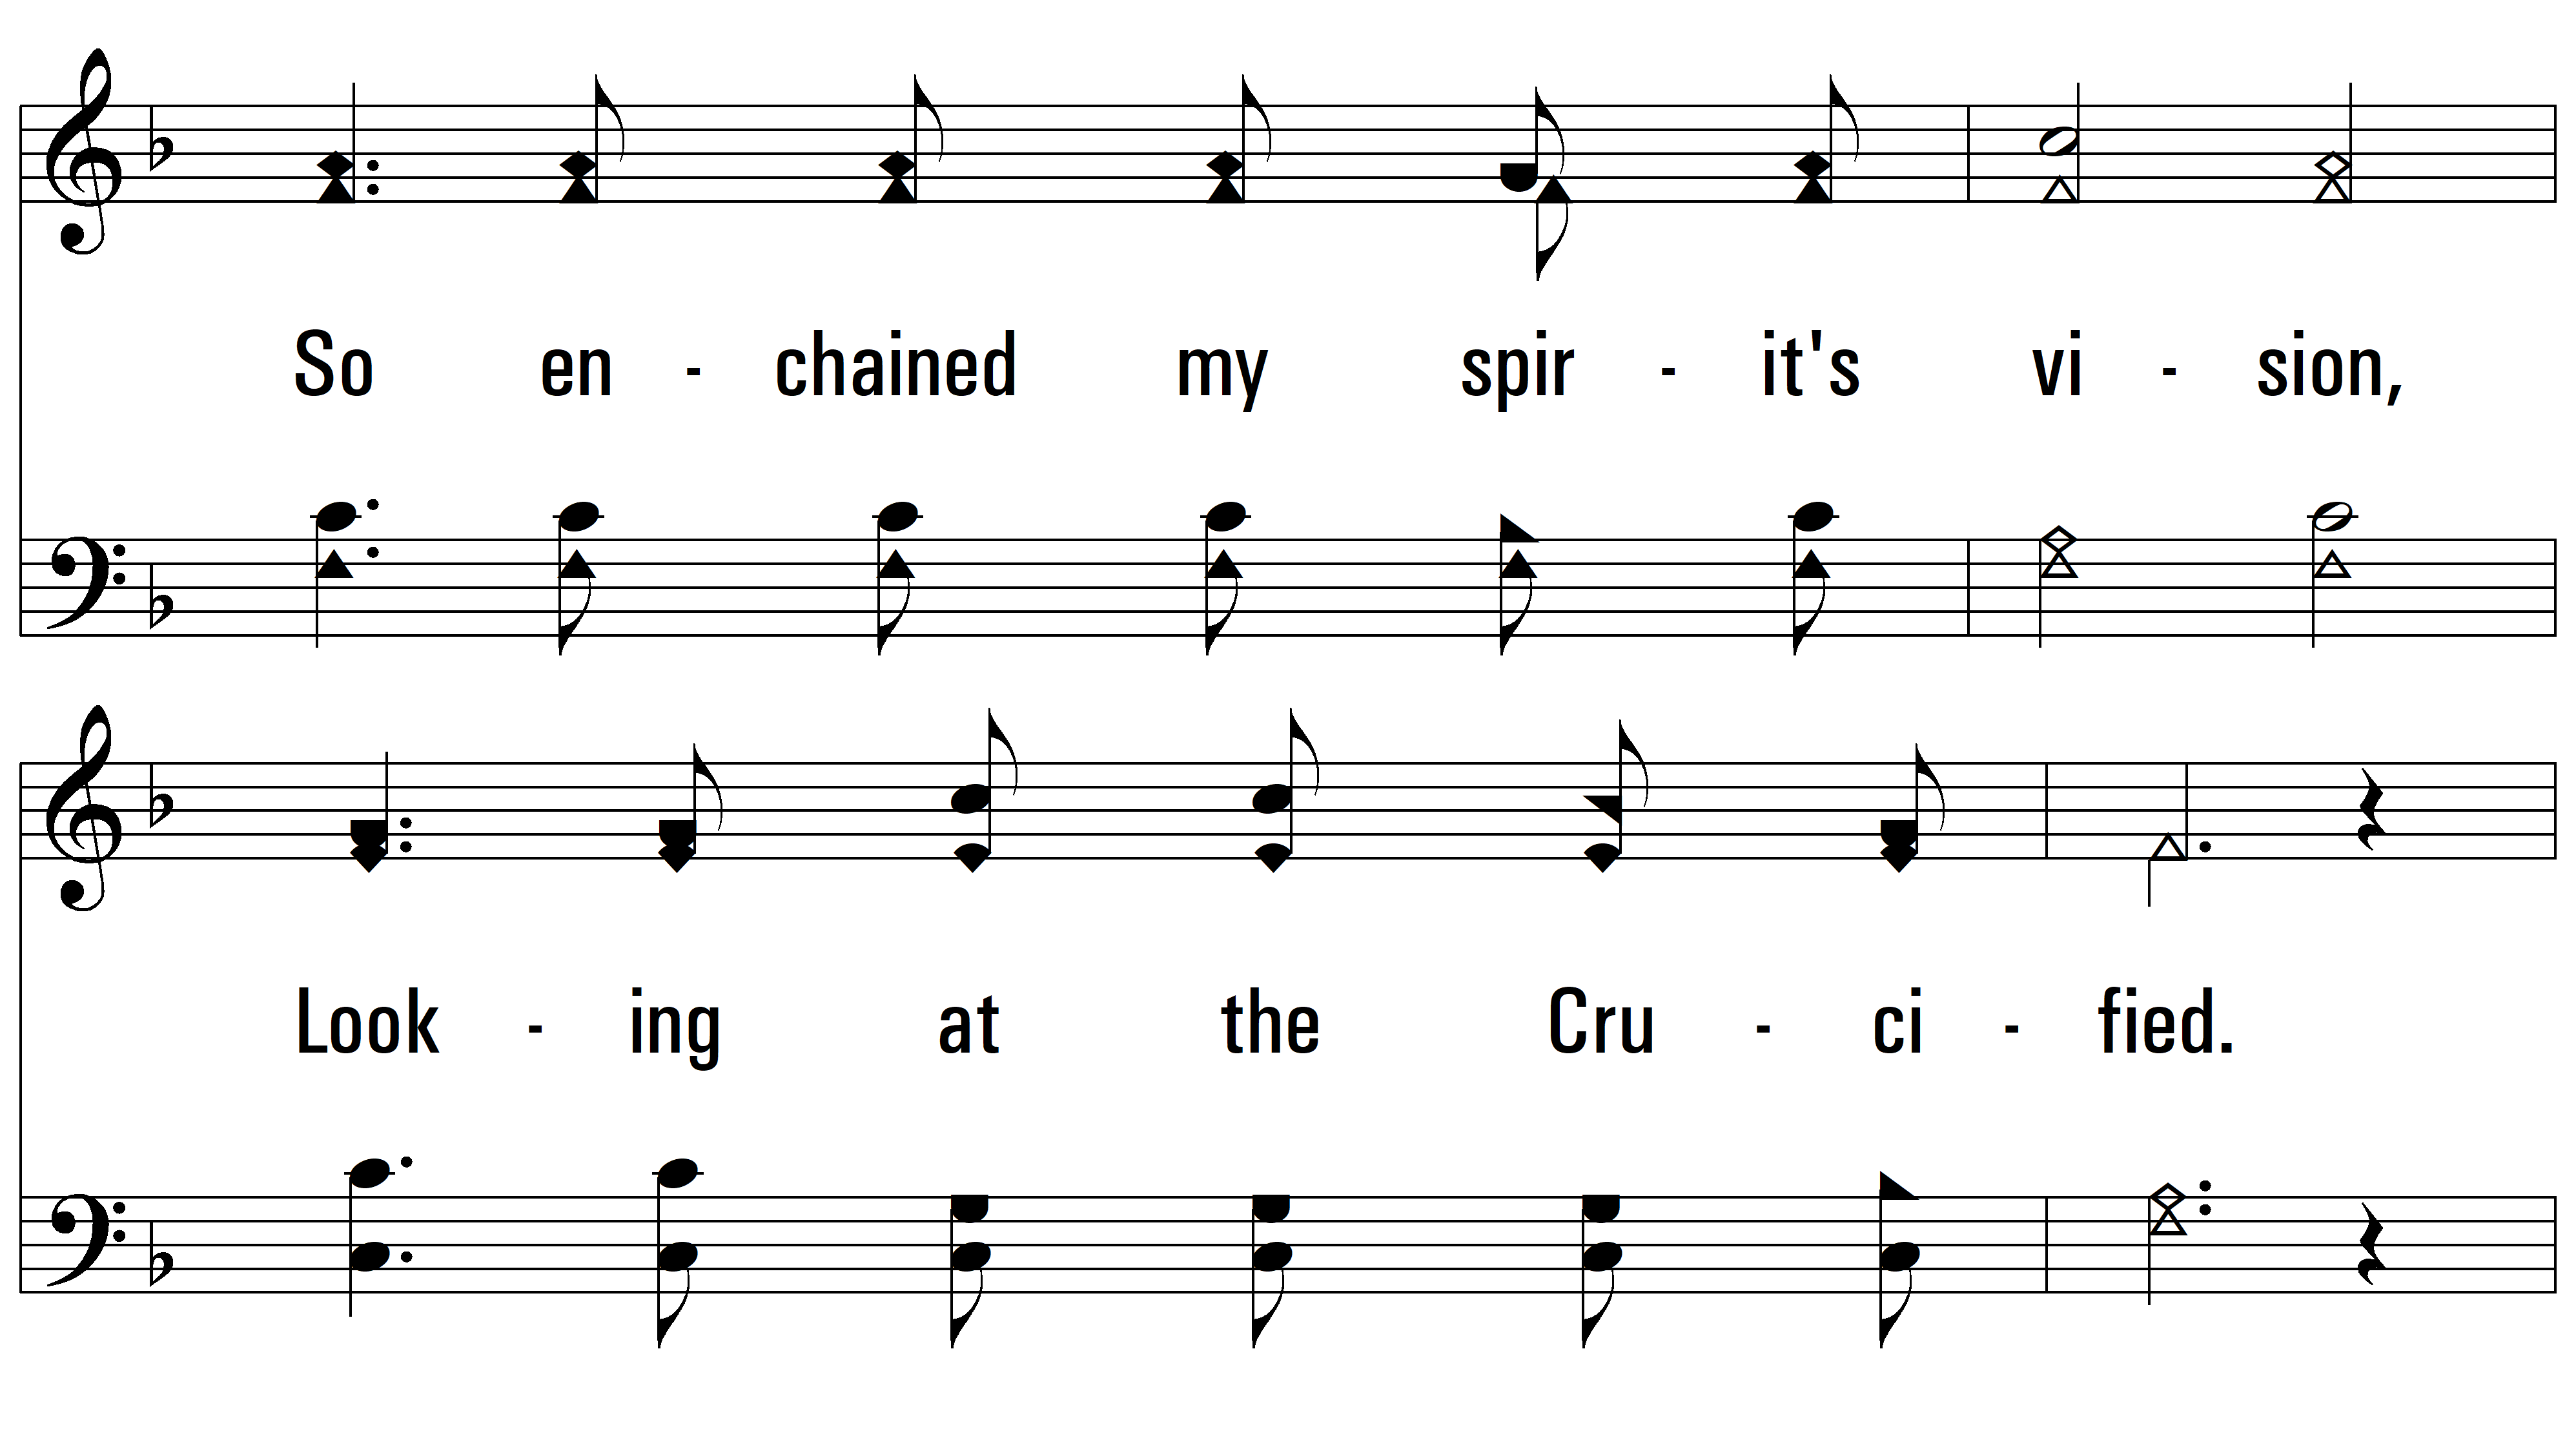 So en - chained my spir - it's vi - sion,
Look - ing at the Cru - ci - fied.